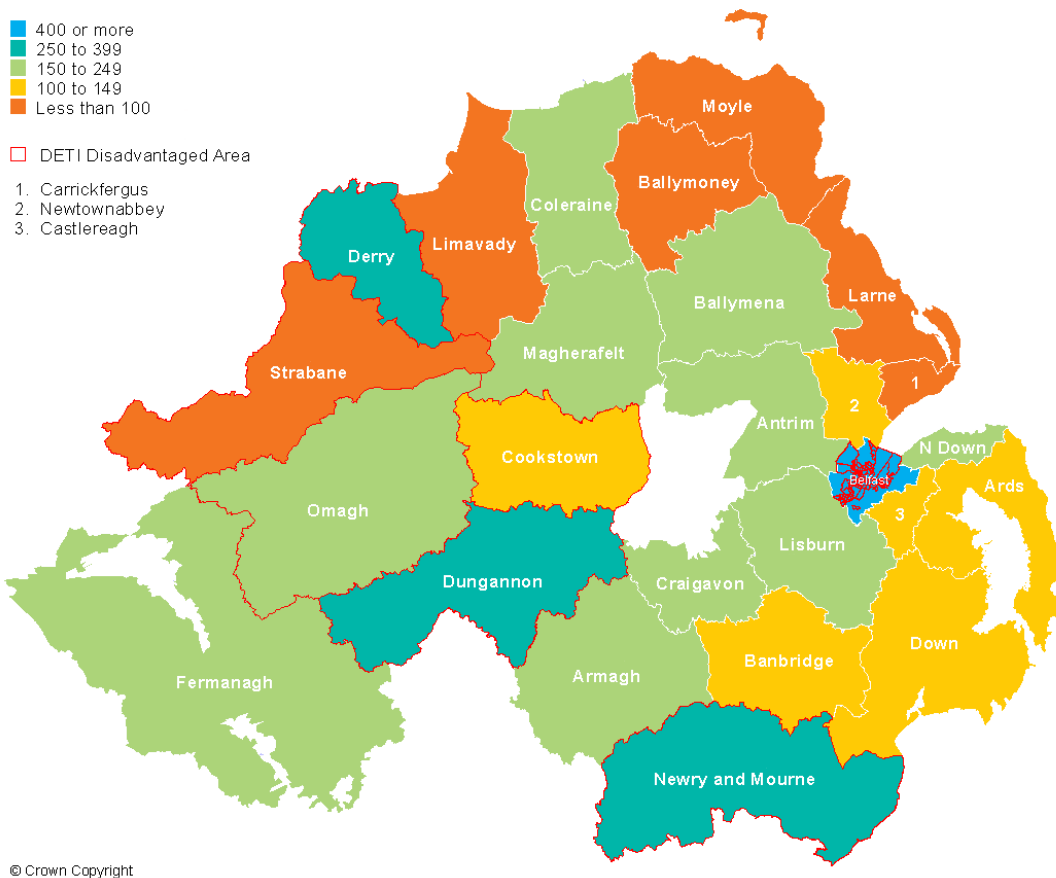 400 or more
250 to 399
150 to 249
100 to 149
Less than 100
DETI Disadvantaged Area
1. Carrickfergus
2. Newtownabbey
3. Castlereagh
Moyle
Ballymoney
Coleraine
Limavady
Derry
Ballymena
Larne
Magherafelt
Strabane
1
2
Antrim
N Down
Cookstown
Belfast
Ards
Omagh
3
Lisburn
Dungannon
Craigavon
Down
Banbridge
Armagh
Fermanagh
Newry and Mourne
© Crown Copyright